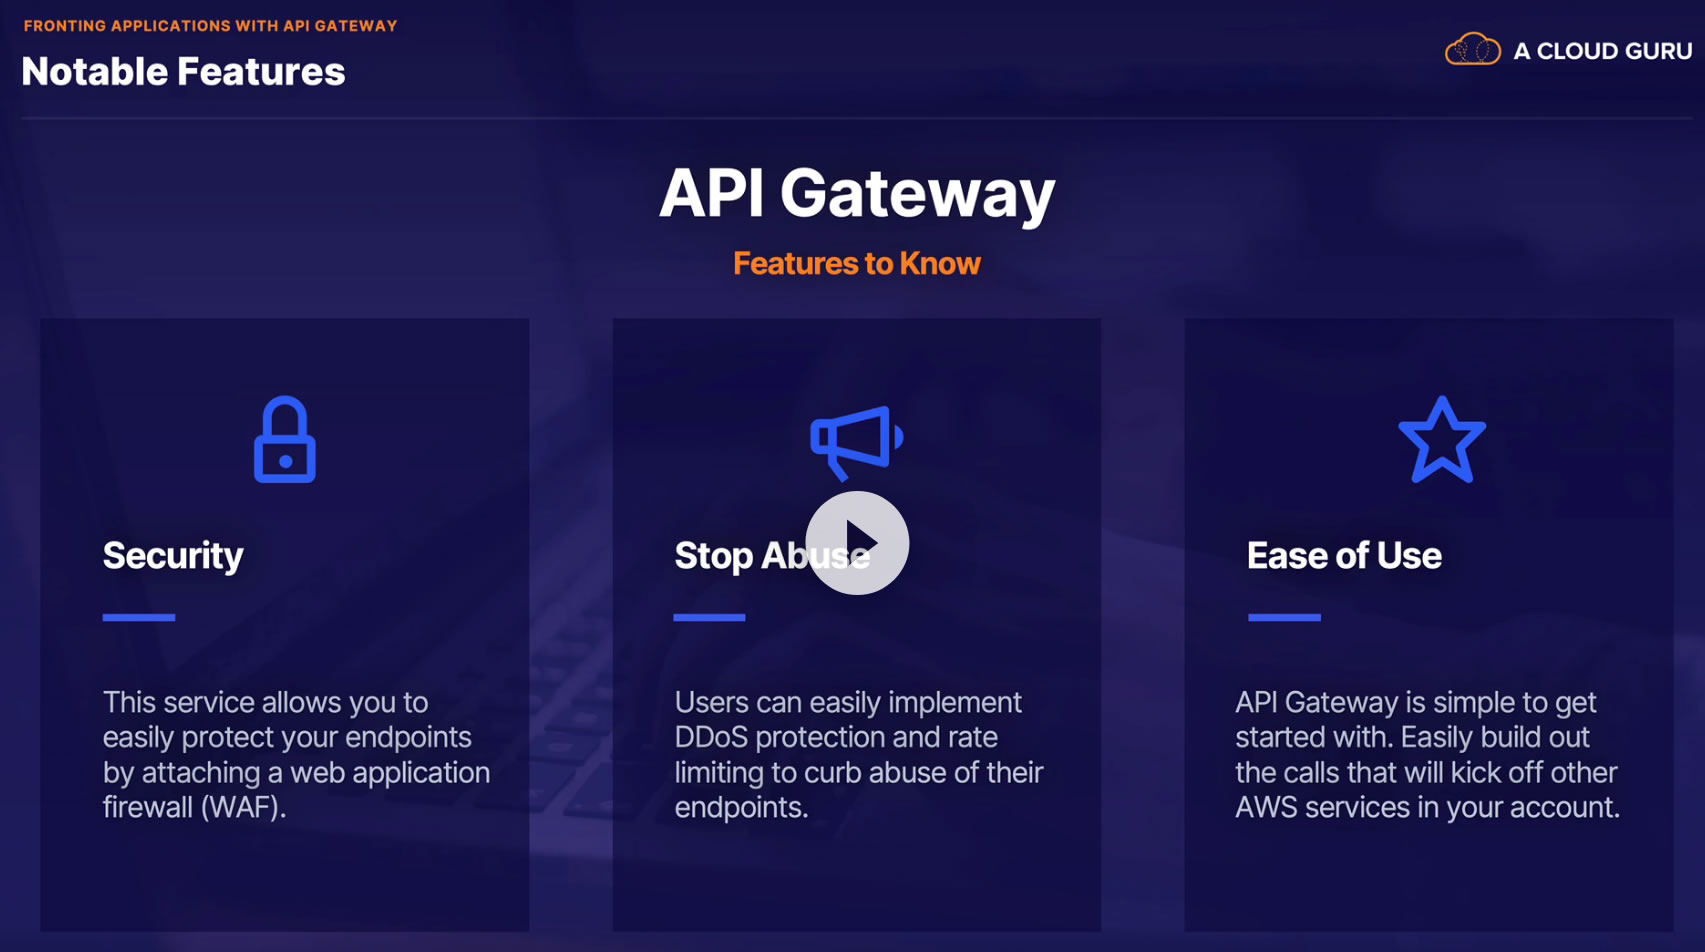 FRONTING APPLICATIONS WITH API GATEWAY
Notable Features
A CLOUD GURU
API Gateway
Features to Know
Security
This service allows you to
easily protect your endpoints
by attaching a web application
firewall (WAF).
Stop Abuse
Users can easily implement
DDoS protection and rate
limiting to curb abuse of their
endpoints.
Ease of Use
API Gateway is simple to get
started with. Easily build out
the calls that will kick off other
AWS services in your account.